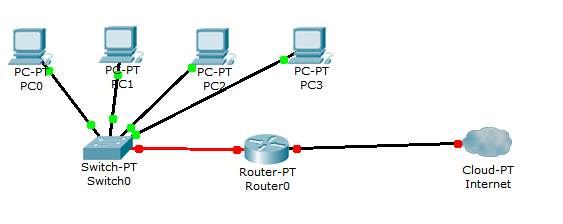 PC-PT
PC0
PC-PT
PC1
PC-PT
PC2
PC-PT
PC3
Switch-PT
Switch0
Router-PT
Router0
Cloud-PT
Internet